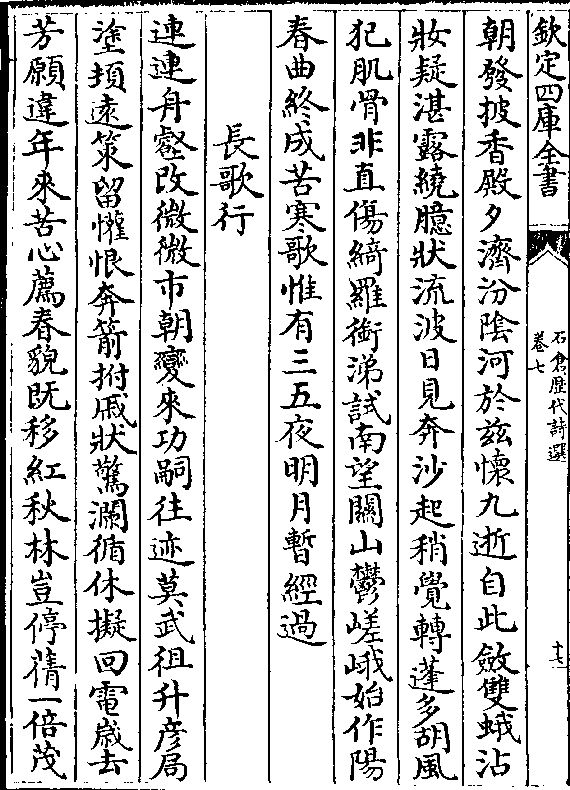 欽定四庫全書
石倉歴代詩選
卷七
十七
朝發披香殿夕濟汾隂河於兹懷九逝自此斂雙蛾沾
妝疑湛露繞臆狀流波日見奔沙起稍覺轉蓬多胡風
犯肌骨非直傷綺羅銜涕試南望關山鬱嵯峨始作陽
春曲終成苦寒歌惟有三五夜明月暫經過
長歌行
連連舟壑改微微市朝變來功嗣往迹莫武徂升彦局
塗頓遠策留懽恨奔箭拊戚狀驚瀾循休擬回電歳去
芳願違年來苦心薦春貌既移紅秋林豈停蒨一倍茂